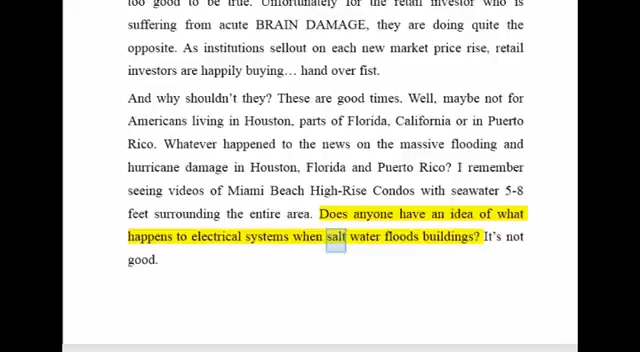 too good to be true. Unfortunately for the retail investor who is
suffering from acute BRAIN DAMAGE, they are doing quite the
opposite. As institutions sellout on each new market price rise, retail
investors are happily buying… hand over fist.
And why shouldn’t they? These are good times. Well, maybe not for
Americans living in Houston, parts of Florida, California or in Puerto
Rico. Whatever happened to the news on the massive flooding and
hurricane damage in Houston, Florida and Puerto Rico? I remember
seeing videos of Miami Beach High-Rise Condos with seawater 5-8
feet surrounding the entire area. Does anyone have an idea of what
happens to electrical systems when salt water floods buildings? It’s not
good.